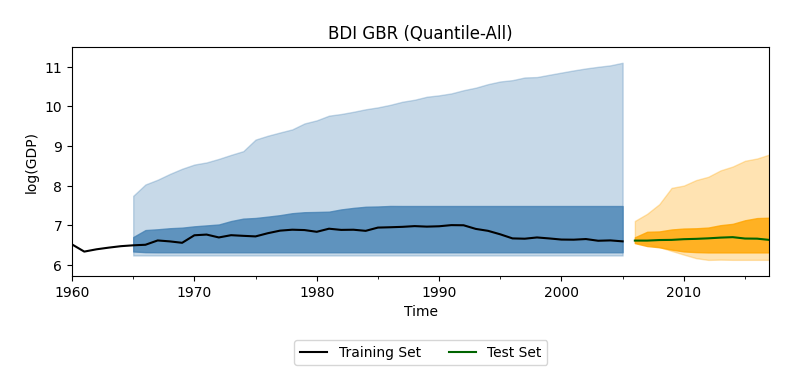 BDI GBR (Quantile-All)
log(GDP)
11
10
9
8
7
6
1960 1970 1980 1990 2000 2010
Time
Training Set Test Set